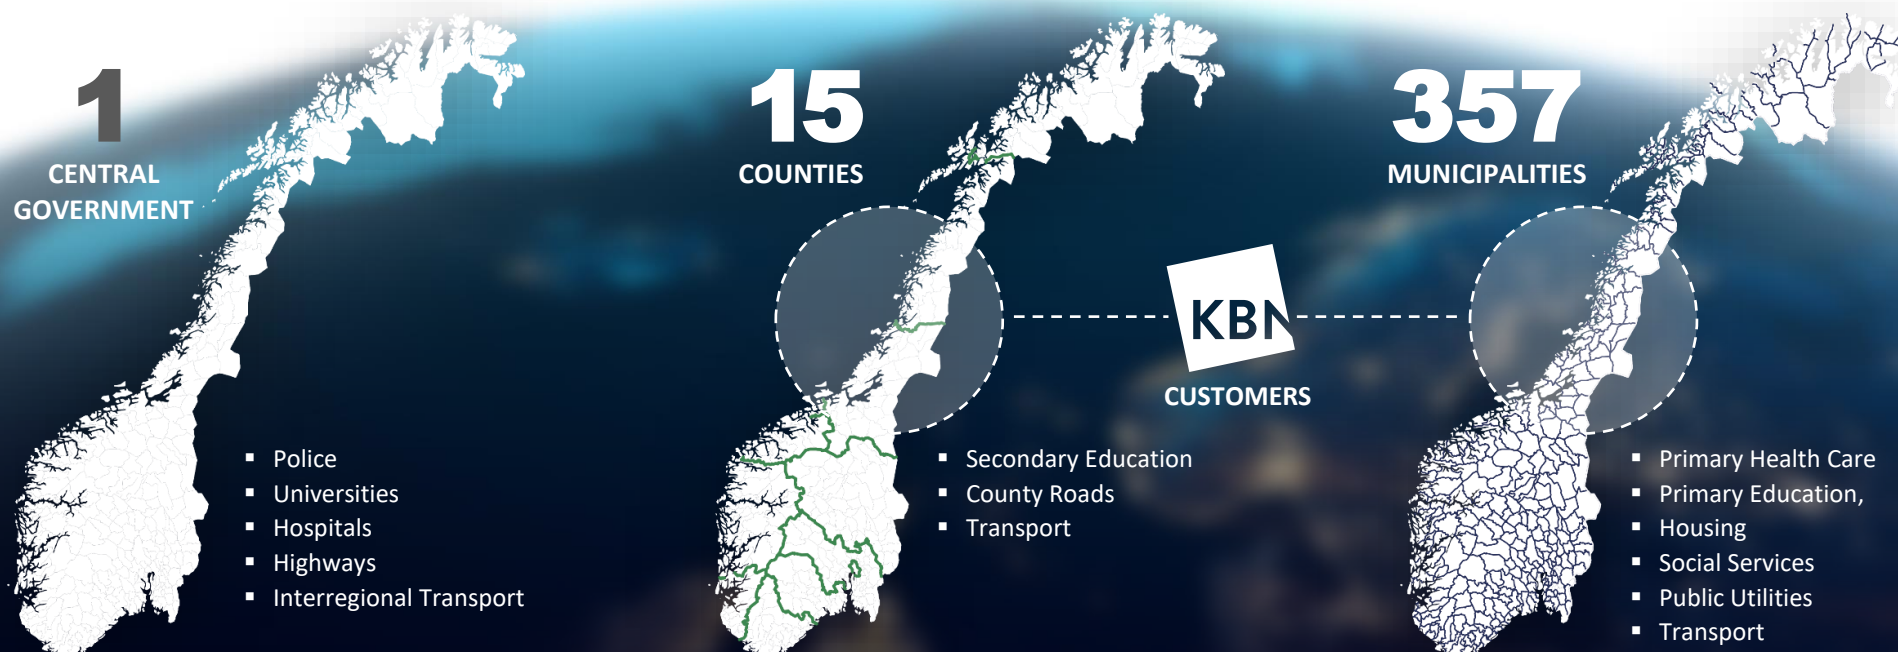 1
CENTRAL
GOVERNMENT
▪ Police
▪ Universities
▪ Hospitals
▪ Highways
▪ Interregional Transport
15
COUNTIES
▪ Secondary Education
▪ County Roads
▪ Transport
KBN
CUSTOMERS
357
MUNICIPALITIES
▪ Primary Health Care
▪ Primary Education,
▪ Housing
▪ Social Services
▪ Public Utilities
▪ Transport